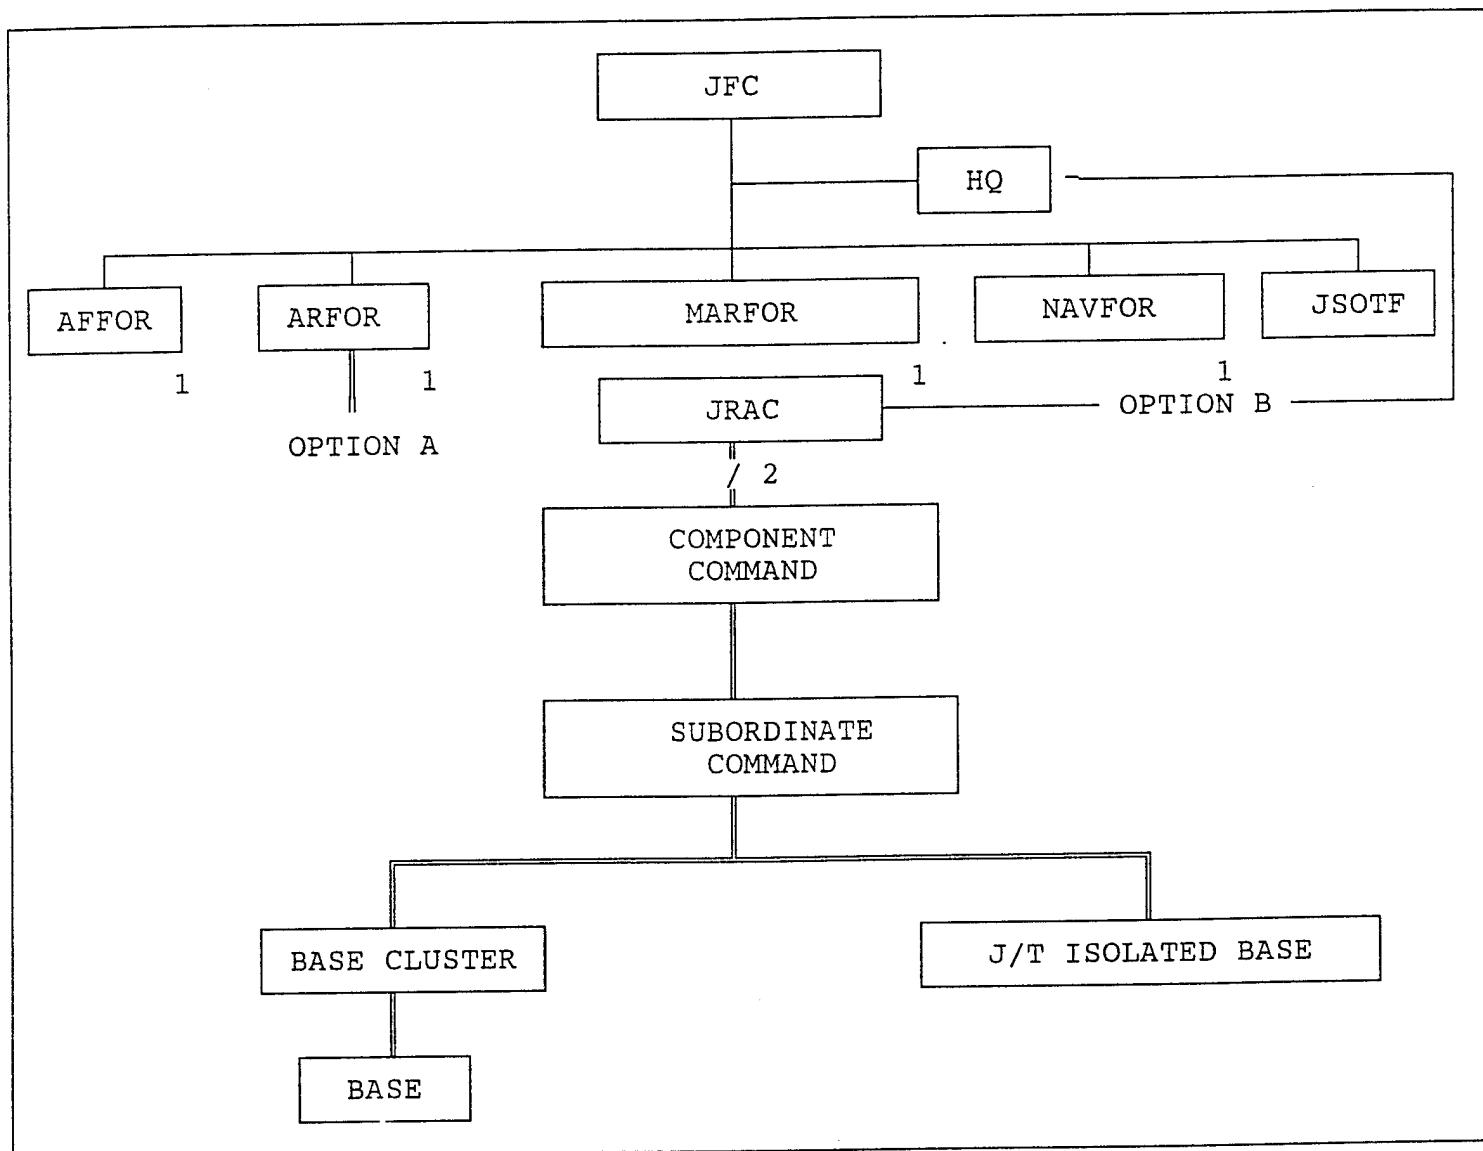 JFC
HQ
AFFOR
ARFOR
MARFOR
NAVFOR
JSOTF
1
1
1
1
JRAC
OPTION B
OPTION A
/ 2
COMPONENT
COMMAND
SUBORDINATE
COMMAND
BASE CLUSTER
J/T ISOLATED BASE
BASE